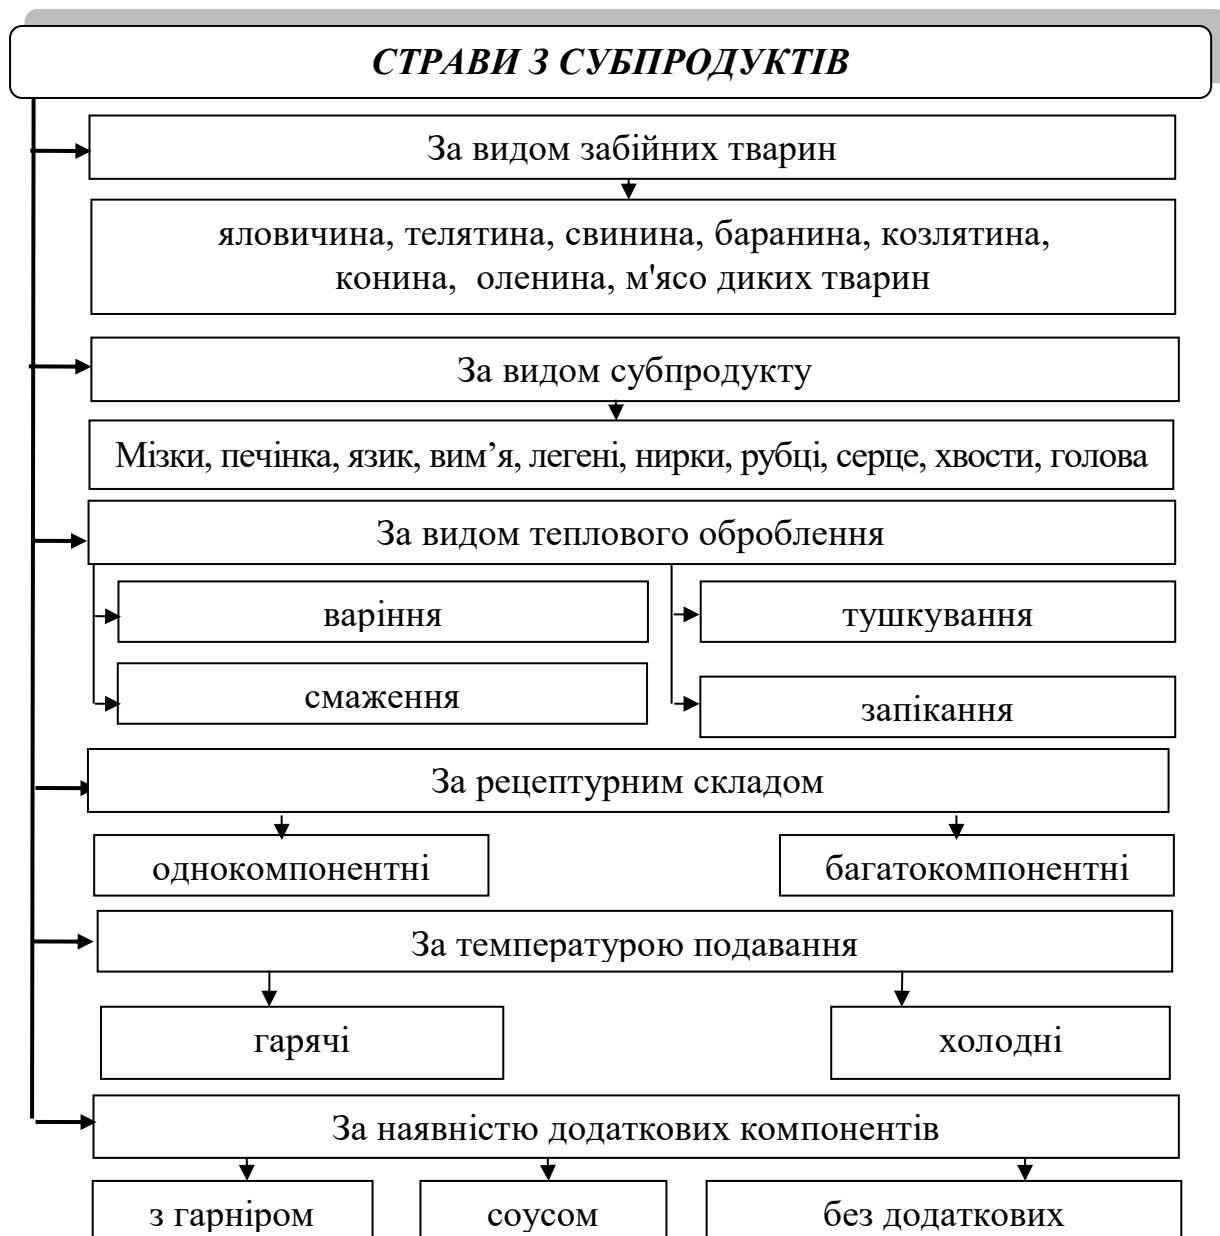 СТРАВИ З СУБПРОДУКТІВ
За видом забійних тварин
яловичина, телятина, свинина, баранина, козлятина,
конина, оленина, м'ясо диких тварин
За видом субпродукту
Мізки, печінка, язик, вим’я, легені, нирки, рубці, серце, хвости, голова
За видом теплового оброблення
варіння
тушкування
смаження
запікання
За рецептурним складом
однокомпонентні
багатокомпонентні
За температурою подавання
гарячі
холодні
За наявністю додаткових компонентів
з гарніром
соусом
без додаткових